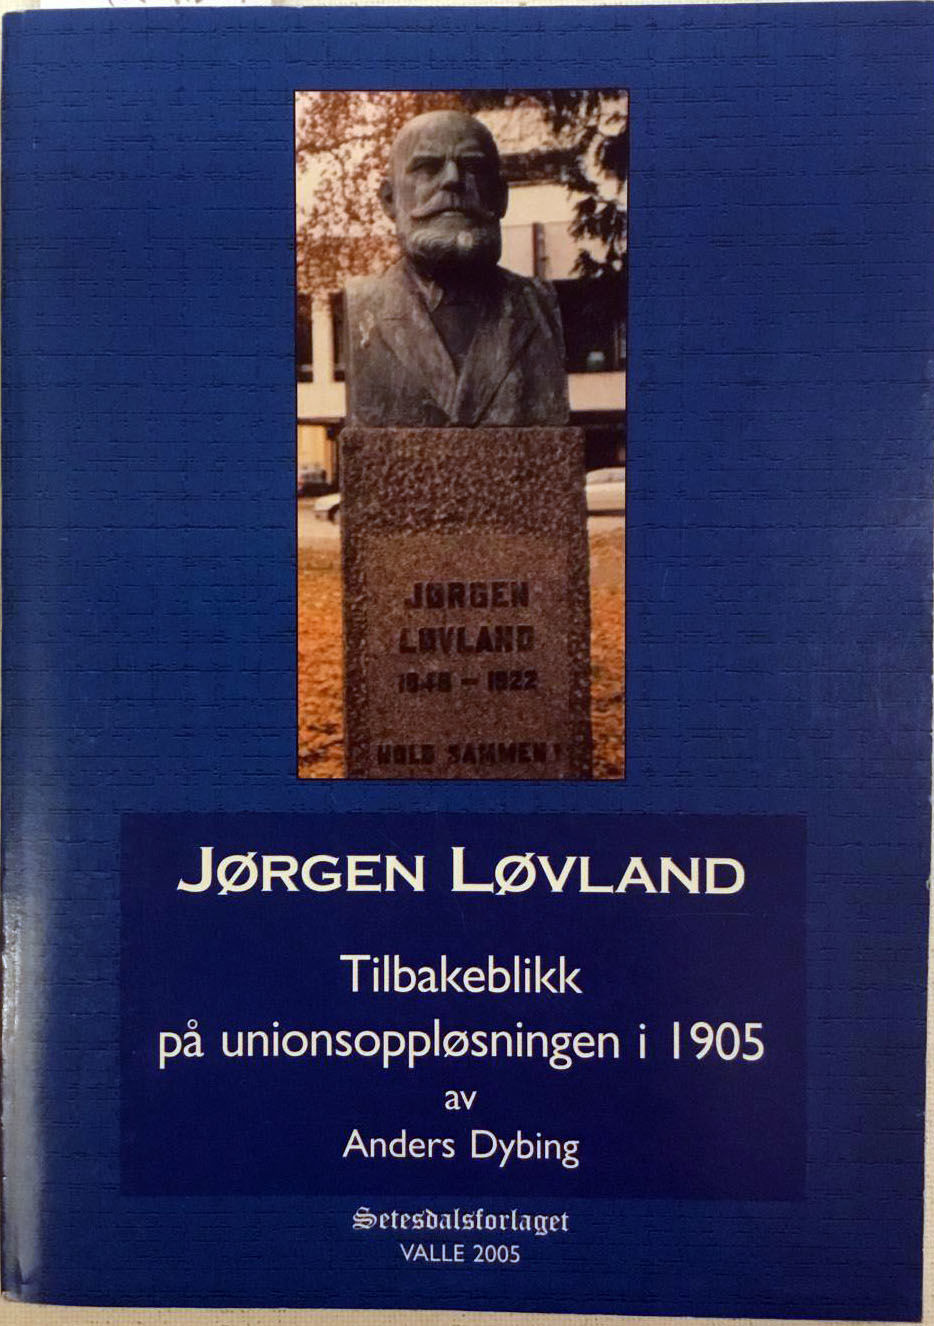 JØRGEN
LØVLAND
1848 – 1922
HOLD SAMMEN!
JØRGEN LØVLAND
Tilbakeblikk
på unionsoppløsningen i 1905
av
Anders Dybing
Setesdalsforlaget
VALLE 2005